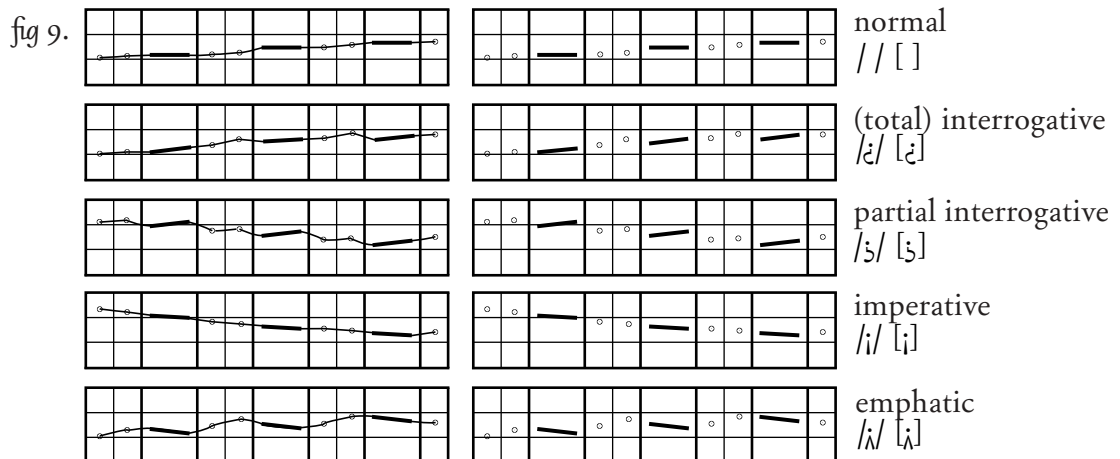 fig 9.
normal
/ / [ ]
(total) interrogative
/¿/ [¿]
partial interrogative
imperative
/¡/ [¡]
emphatic